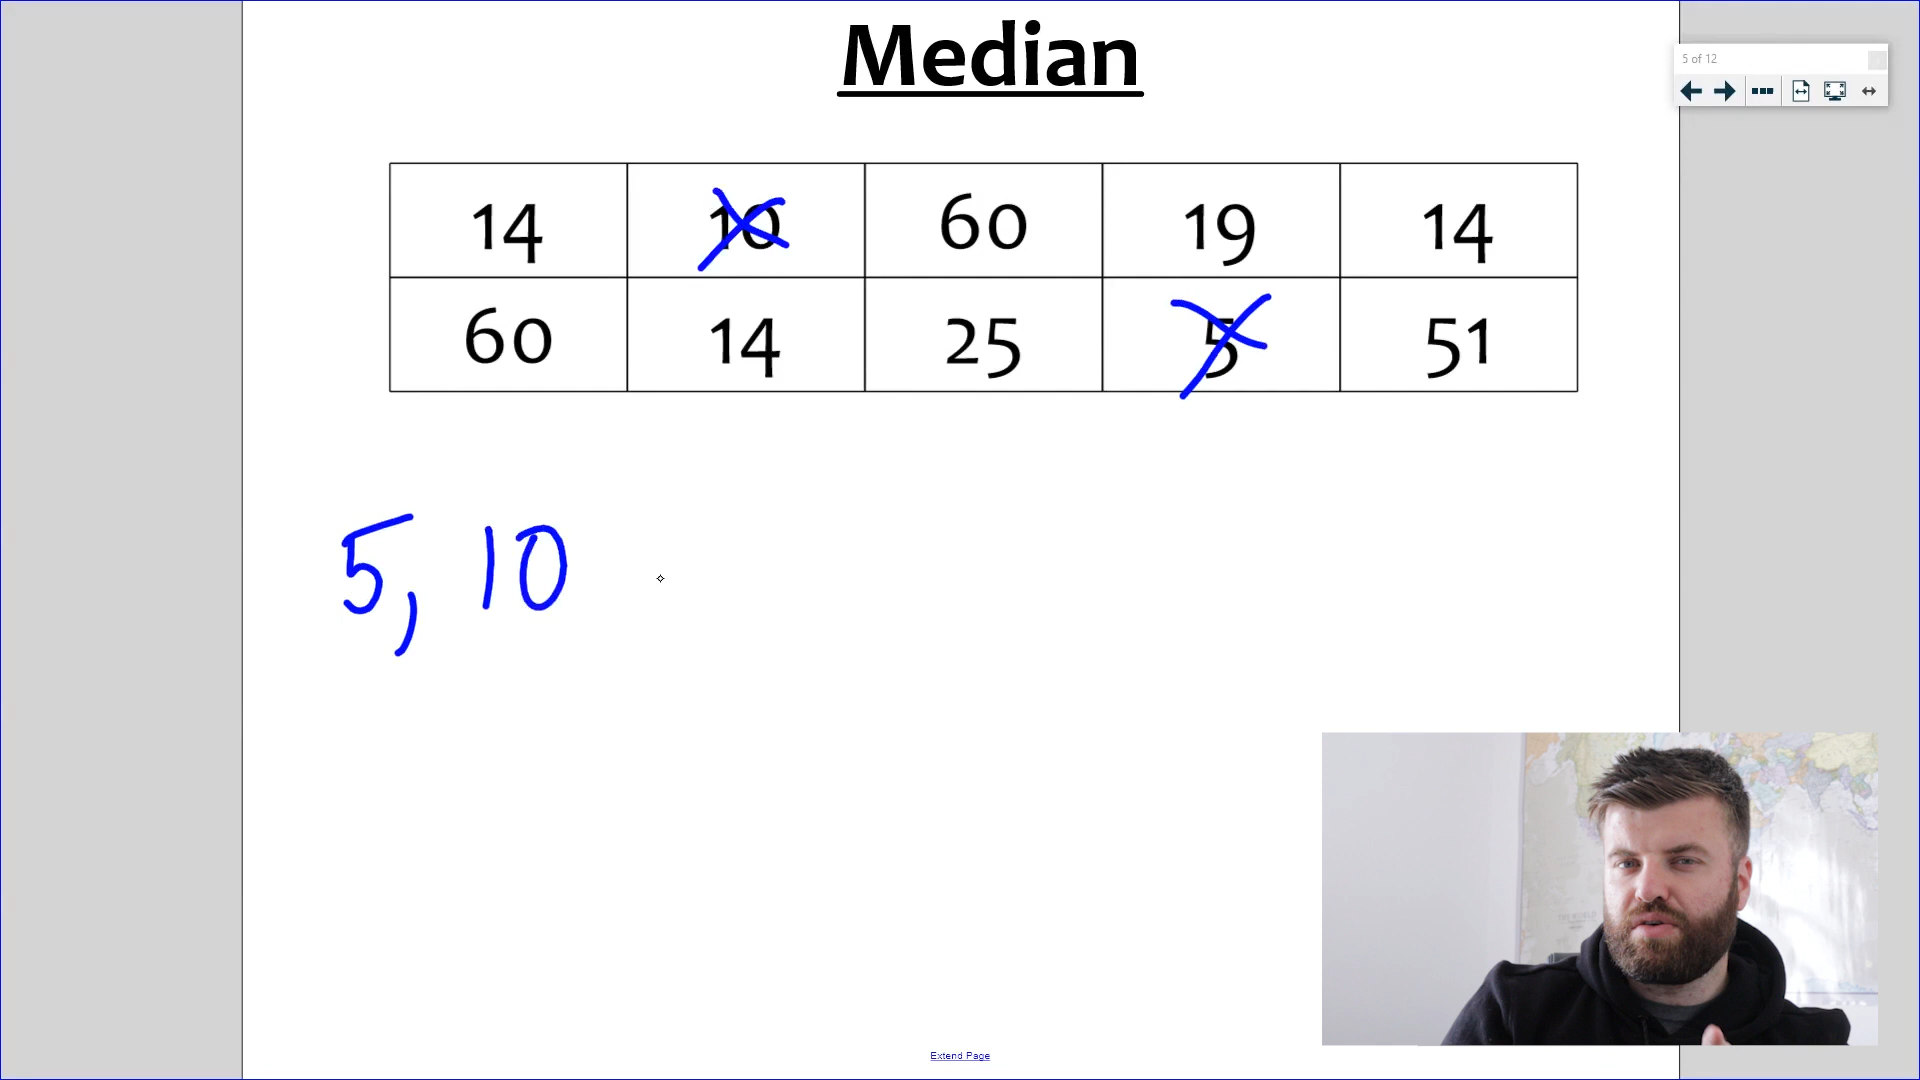 Median
5 of 12
14 10 60 19 14
60 14 25 5 51
5, 10
Extend Page